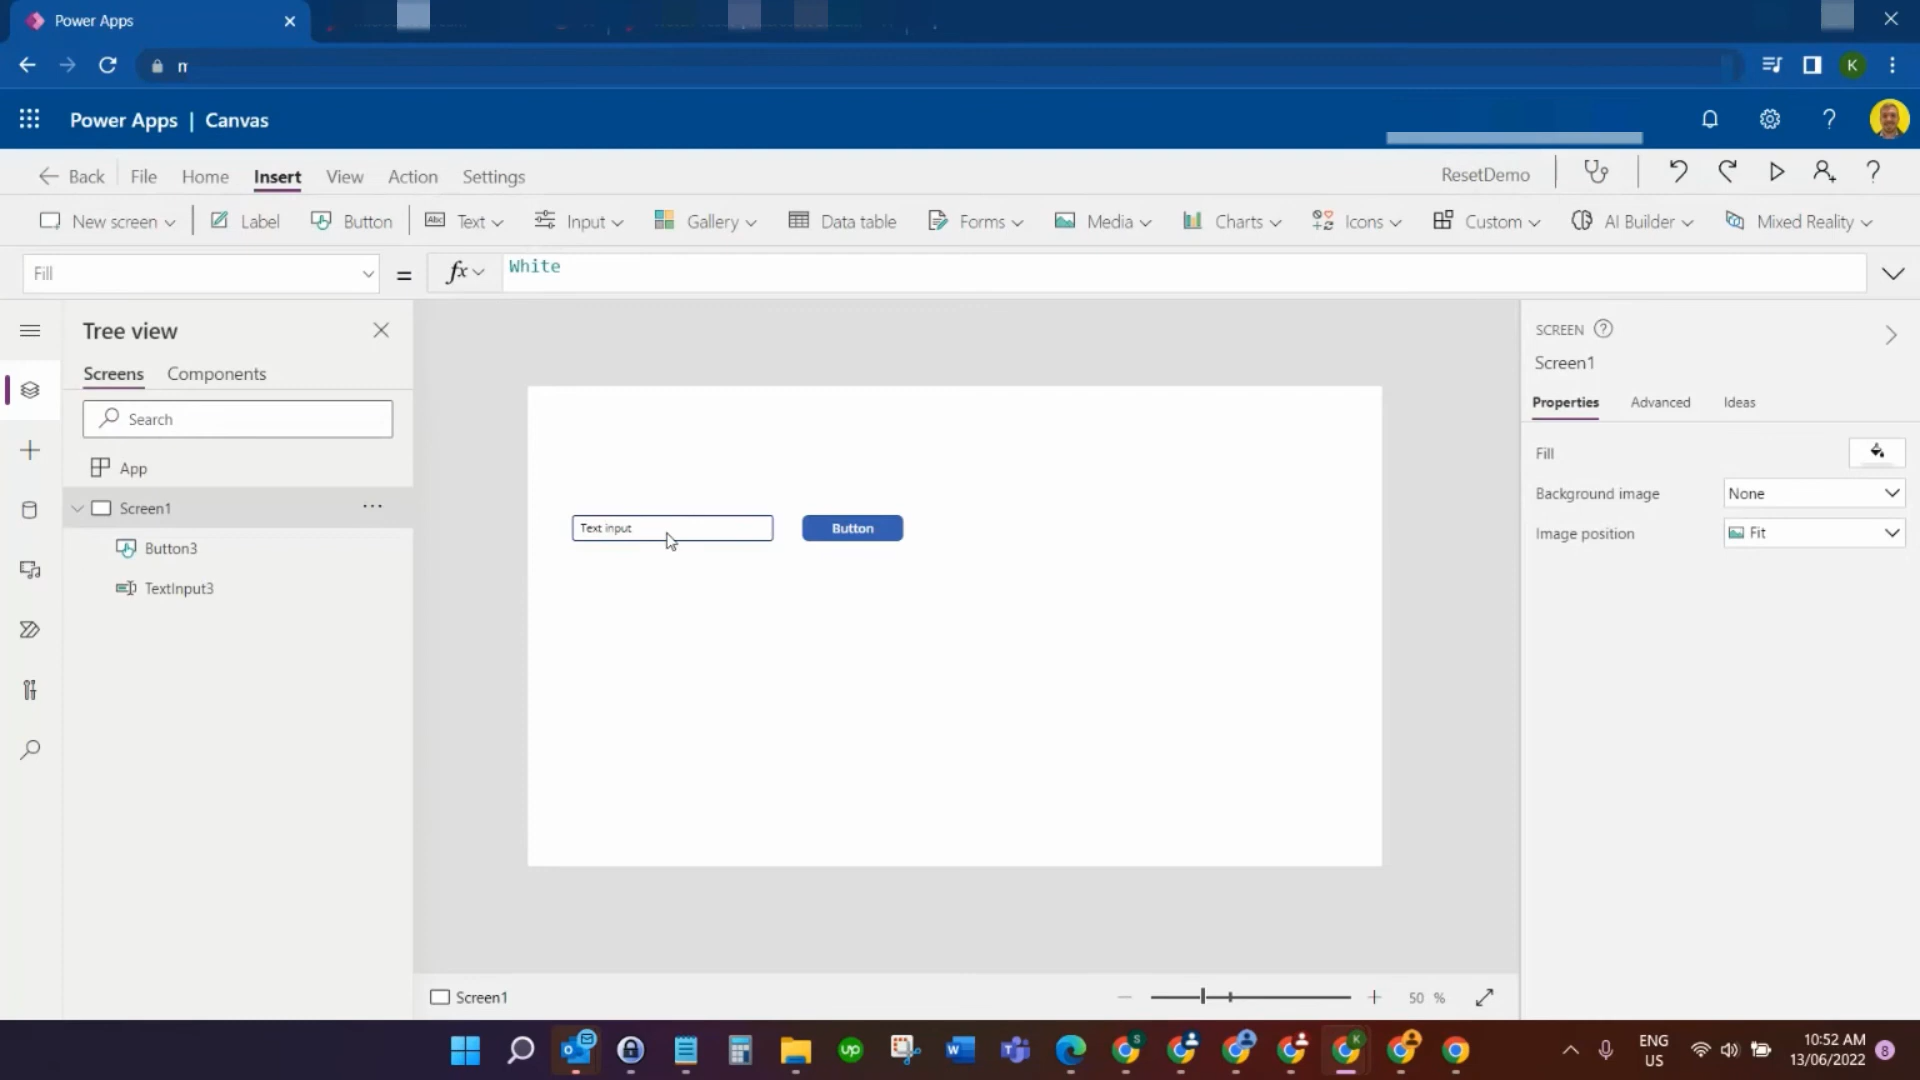 Power Apps
K
Power Apps | Canvas
Back File Home Insert View Action Settings ResetDemo
New screen Label Button Text Input Gallery Data table Forms Media Charts Icons Custom AI Builder Mixed Reality
Fill = fx White
Tree view
Screens Components
Search
App
Screen1
Button3
TextInput3
Text input
Button
SCREEN
Screen1
Properties Advanced Ideas
Fill
Background image None
Image position Fit
Screen1
50 %
ENG
US
10:52 AM
13/06/2022
8